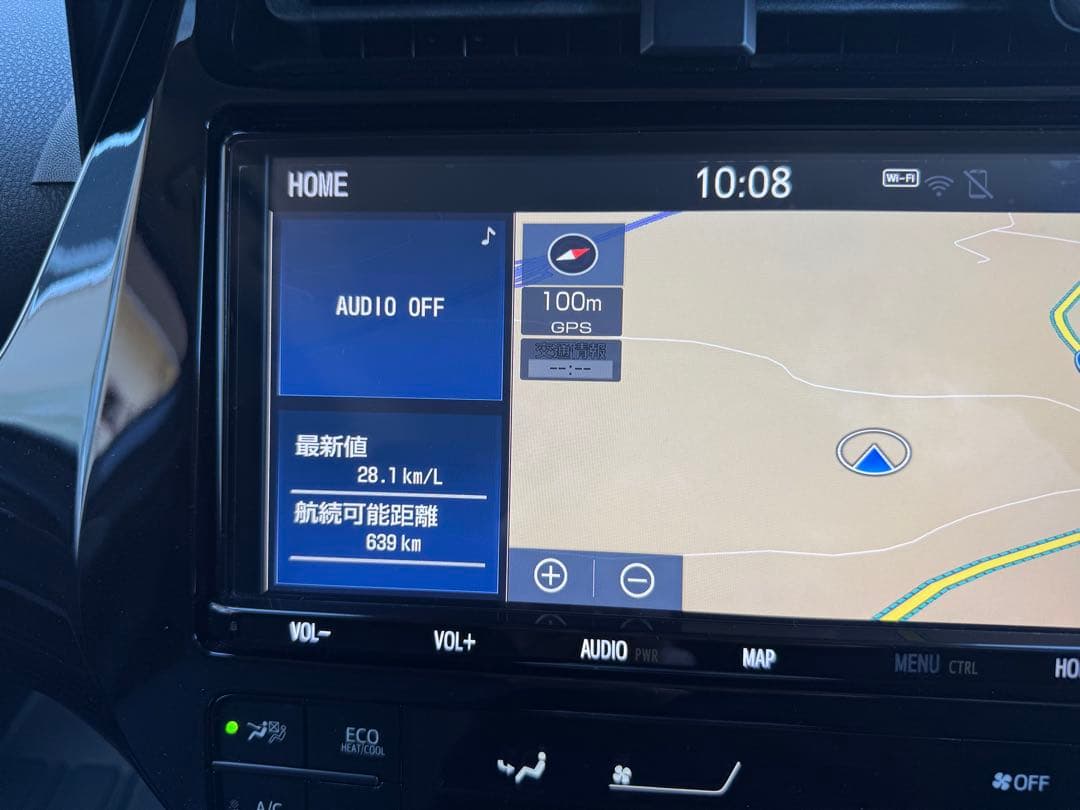 HOME
10:08
Wi-Fi
AUDIO OFF
100m
GPS
交通情報
--:--
最新値
28.1 km/L
航続可能距離
639 km
VOL-
VOL+
AUDIO PWR
MAP
MENU CTRL
HO
ECO
HEAT/COOL
OFF
A/C